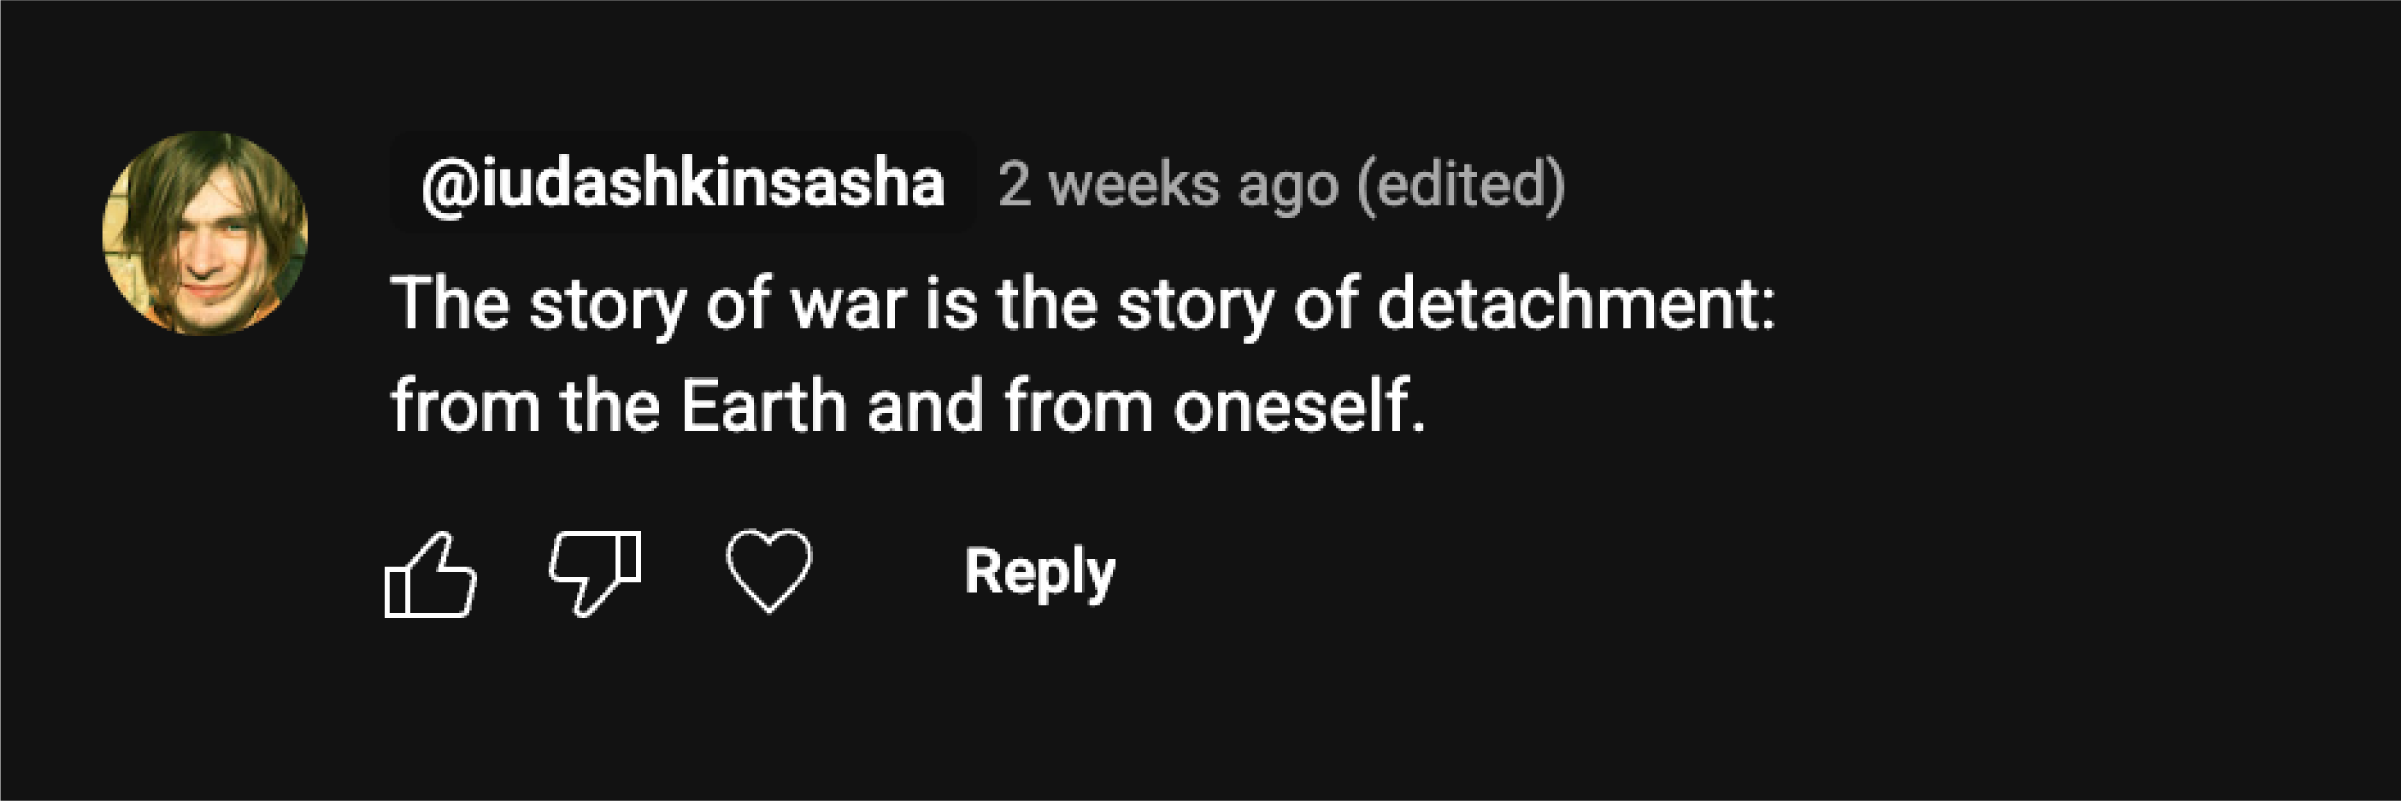 @iudashkinsasha 2 weeks ago (edited)
The story of war is the story of detachment:
from the Earth and from oneself.
Reply